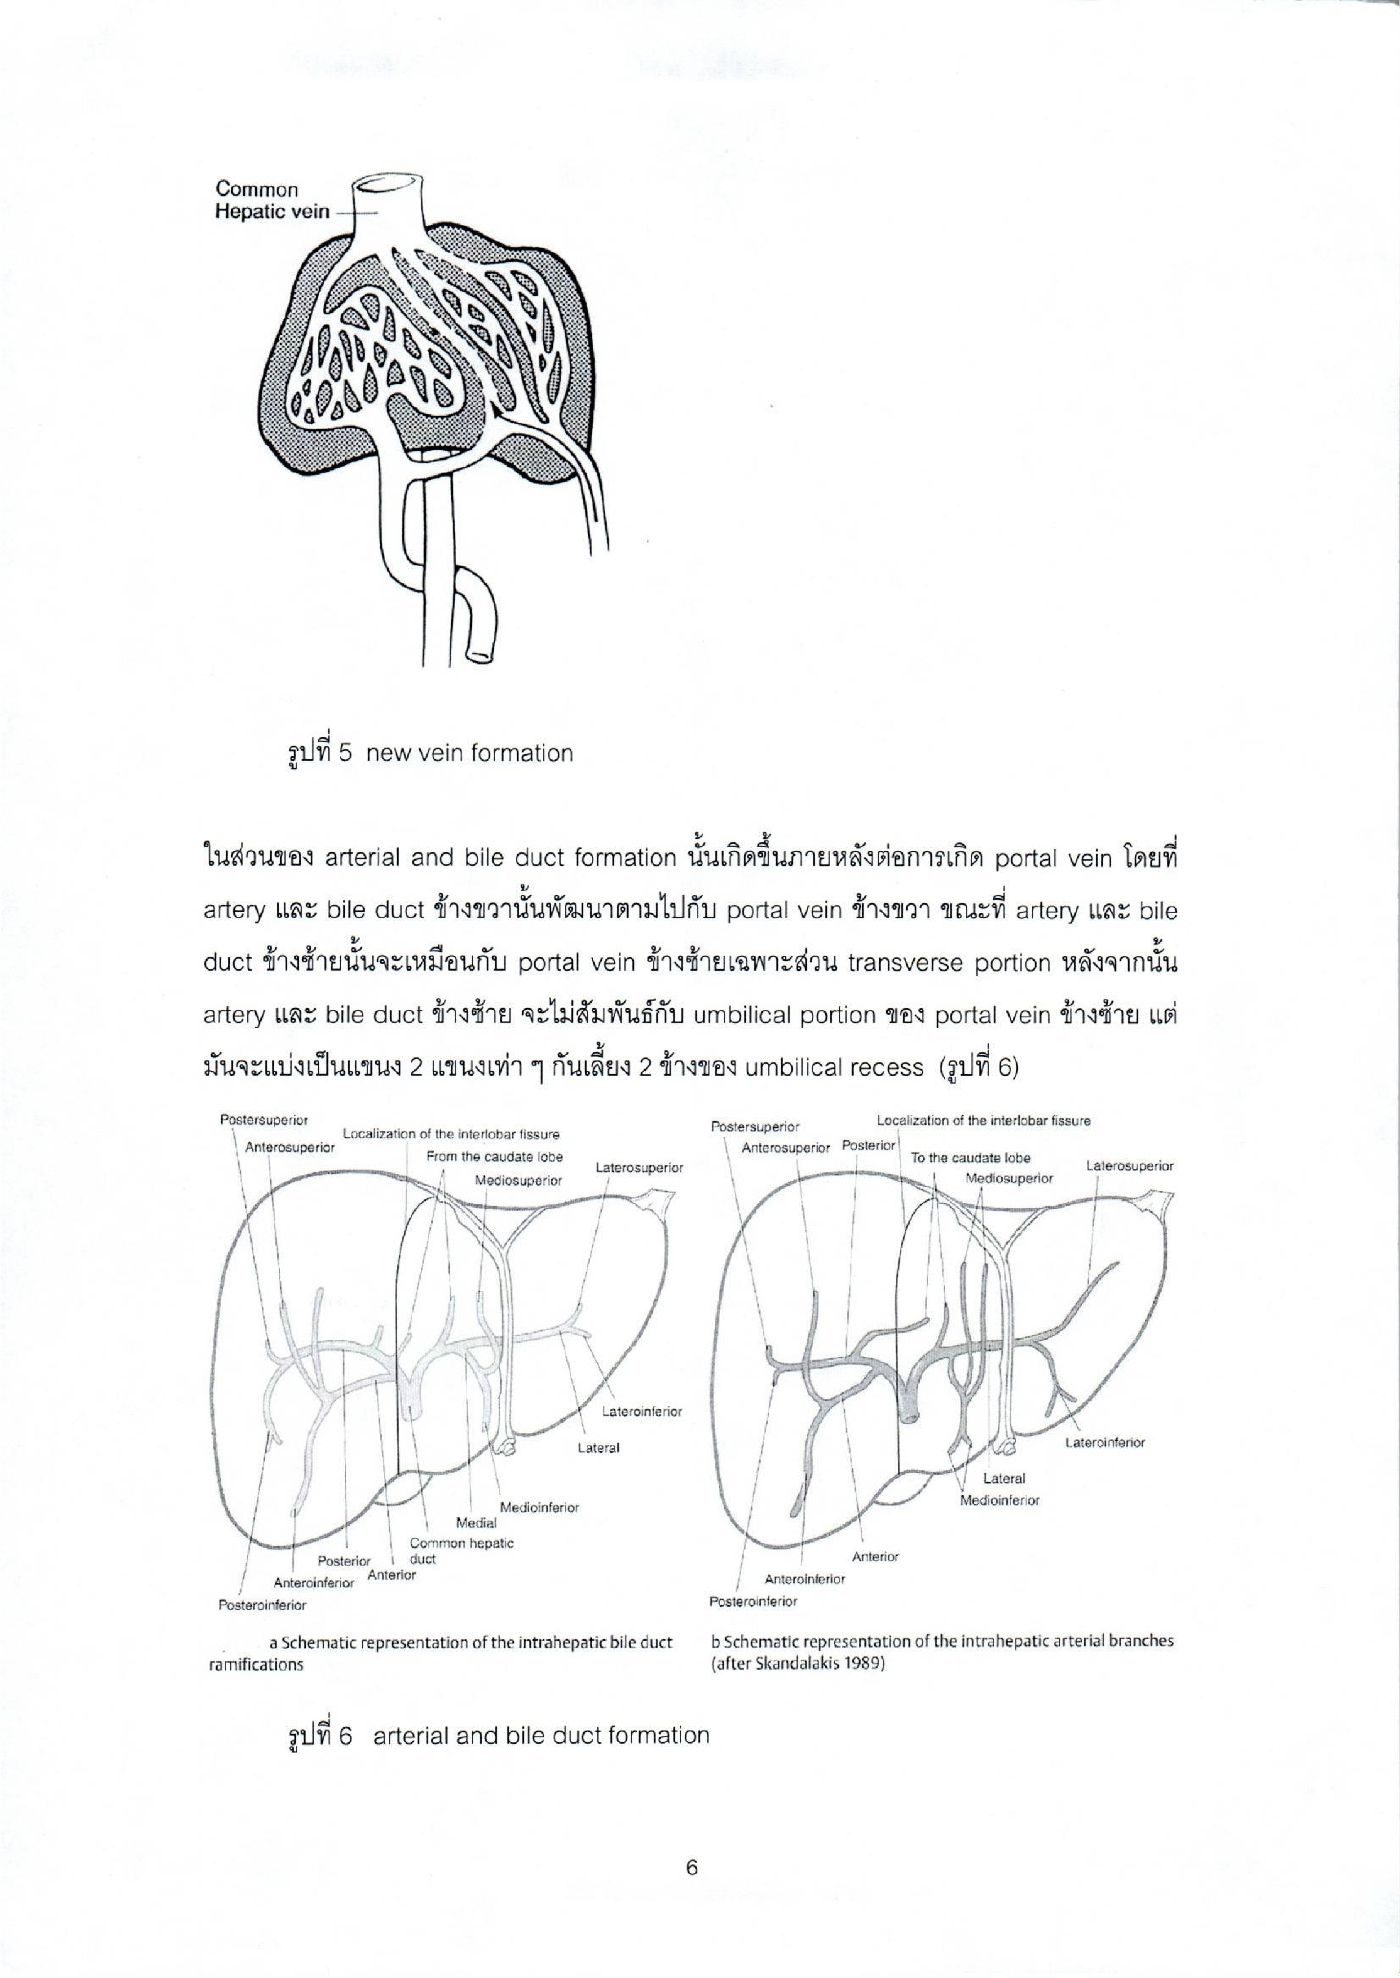 Common
Hepatic vein
รูปที่ 5 new vein formation
ในส่วนของ arterial and bile duct formation นั้นเกิดขึ้นภายหลังต่อการเกิด portal vein โดยที่
artery และ bile duct ข้างขวานั้นพัฒนาตามไปกับ portal vein ข้างขวา ขณะที่ artery และ bile
duct ข้างซ้ายนั้นจะเหมือนกับ portal vein ข้างซ้ายเฉพาะส่วน transverse portion หลังจากนั้น
artery และ bile duct ข้างซ้าย จะไม่สัมพันธ์กับ umbilical portion ของ portal vein ข้างซ้าย แต่
มันจะแบ่งเป็นแขนง 2 แขนงเท่า ๆ กันเลี้ยง 2 ข้างของ umbilical recess (รูปที่ 6)
Postersuperior
Anterosuperior
Localization of the interlobar fissure
From the caudate lobe
Mediosuperior
Laterosuperior
Lateroinferior
Lateral
Medioinferior
Medial
Common hepatic
duct
Posterior
Anterior
Anteroinferior
Posteroinferior
a Schematic representation of the intrahepatic bile duct
ramifications
Postersuperior
Anterosuperior
Posterior
Localization of the interlobar fissure
To the caudate lobe
Mediosuperior
Laterosuperior
Lateroinferior
Lateral
Medioinferior
Anterior
Anteroinferior
Posteroinferior
b Schematic representation of the intrahepatic arterial branches
(after Skandalakis 1989)
รูปที่ 6 arterial and bile duct formation
6